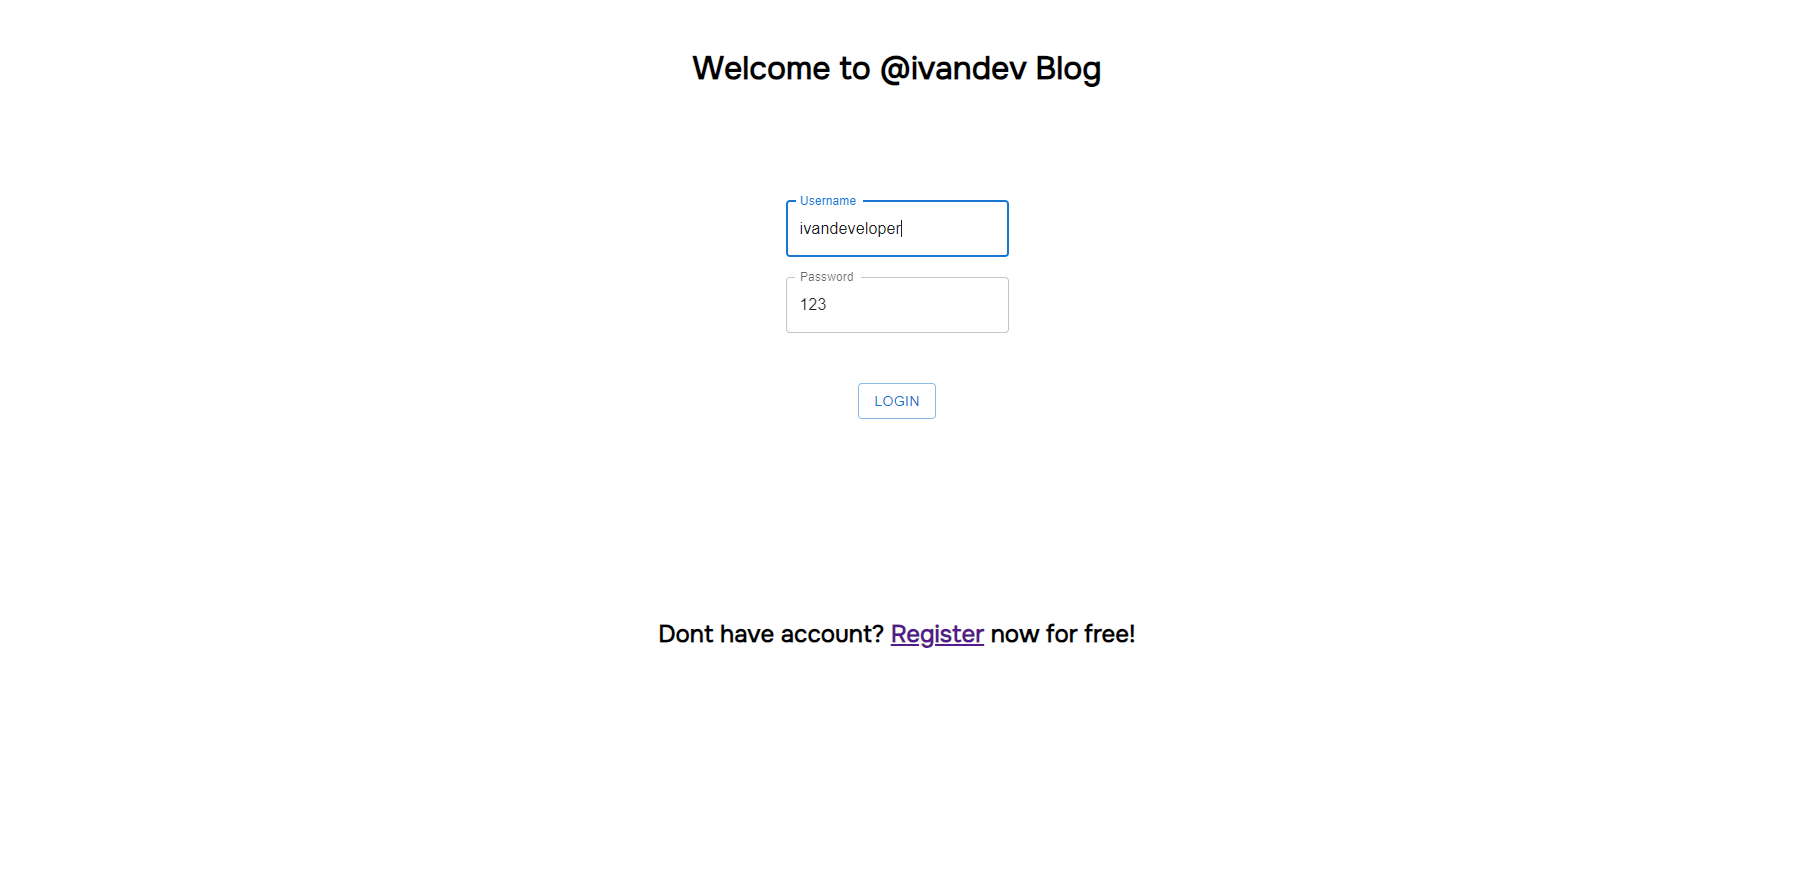 Welcome to @ivandev Blog
Username
ivandeveloper
Password
123
LOGIN
Dont have account? Register now for free!